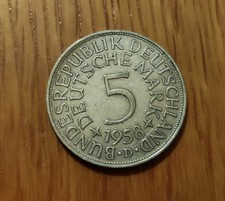 BUNDESREPUBLIK DEUTSCHLAND
DEUTSCHE MARK
5
1958
D